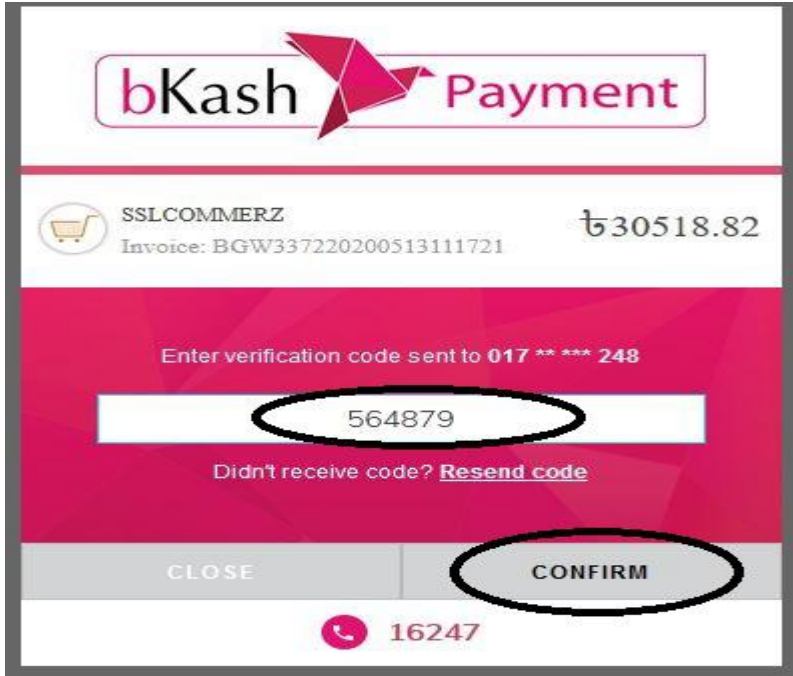 bKash Payment
SSLCOMMERZ
৳30518.82
Invoice: BGW337220200513111721
Enter verification code sent to 017 ** *** 248
564879
Didn't receive code? Resend code
CLOSE
CONFIRM
16247